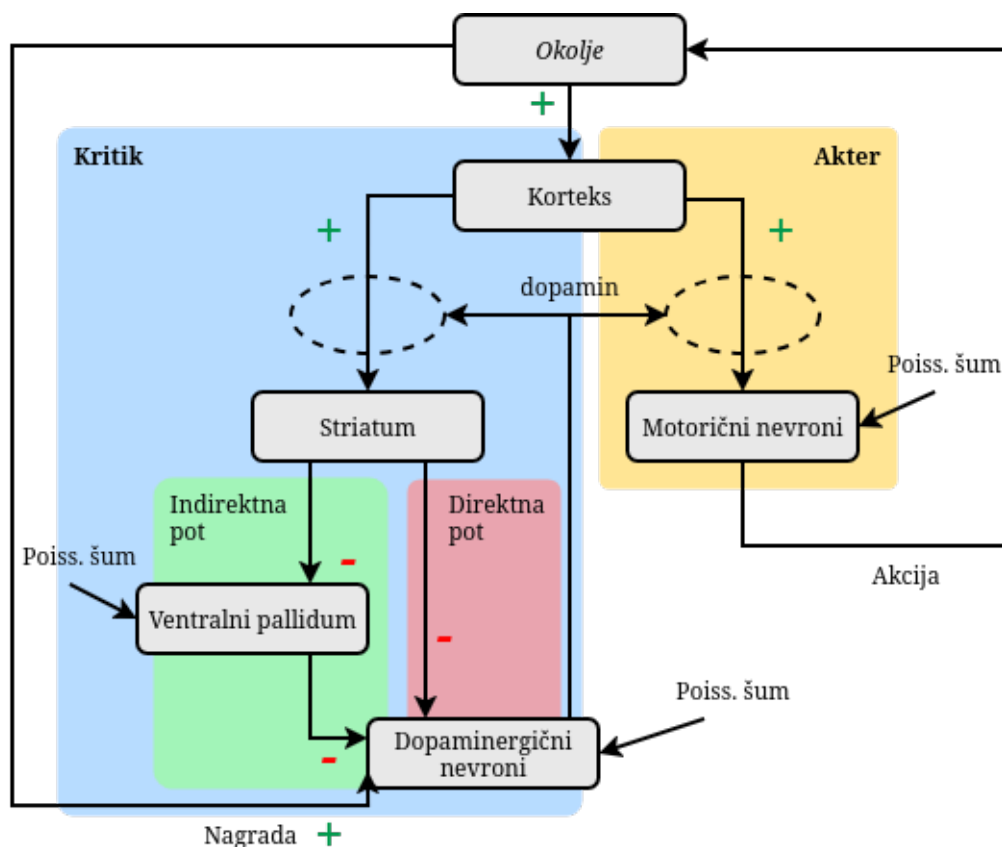 Okolje
+
Kritik
Akter
Korteks
+
+
dopamin
Poiss. šum
Striatum
Motorični nevroni
Indirektna
pot
Direktna
pot
Poiss. šum
-
Akcija
Ventralni pallidum
-
Poiss. šum
Dopaminergični
nevroni
-
Nagrada +